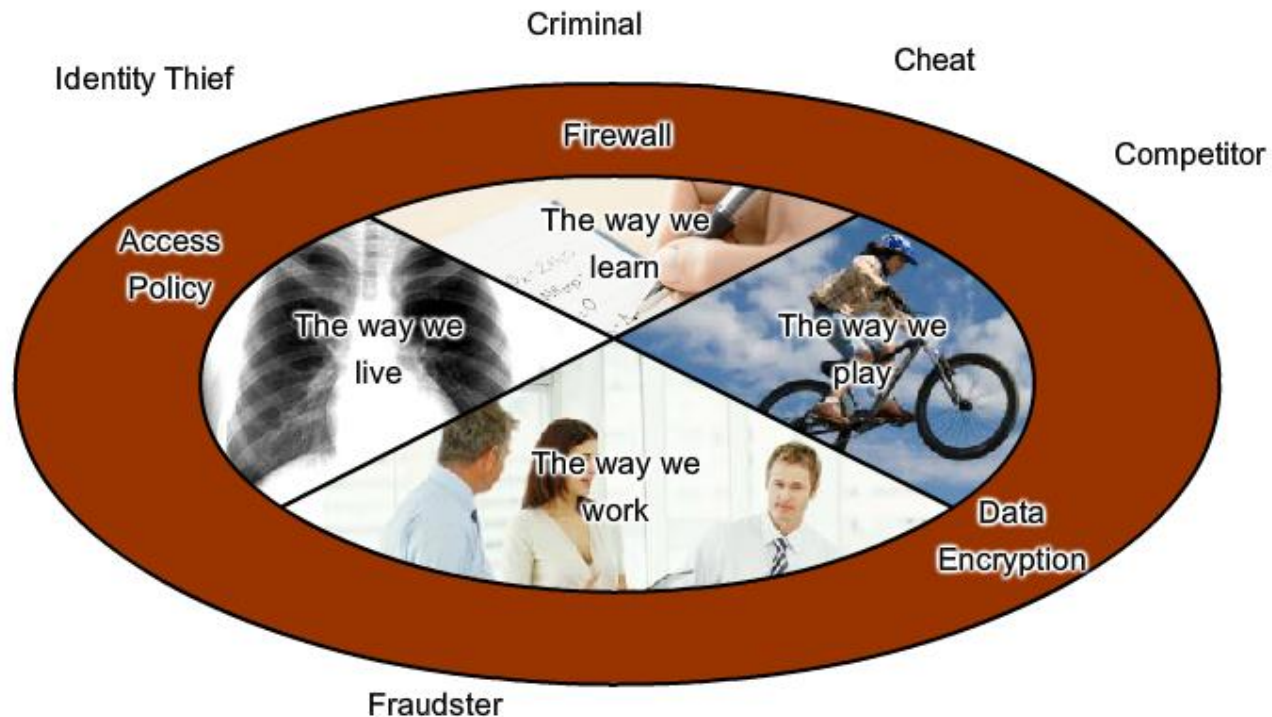 Criminal
Cheat
Identity Thief
Firewall
Competitor
The way we
learn
Access
Policy
The way we
live
The way we
play
The way we
work
Data
Encryption
Fraudster